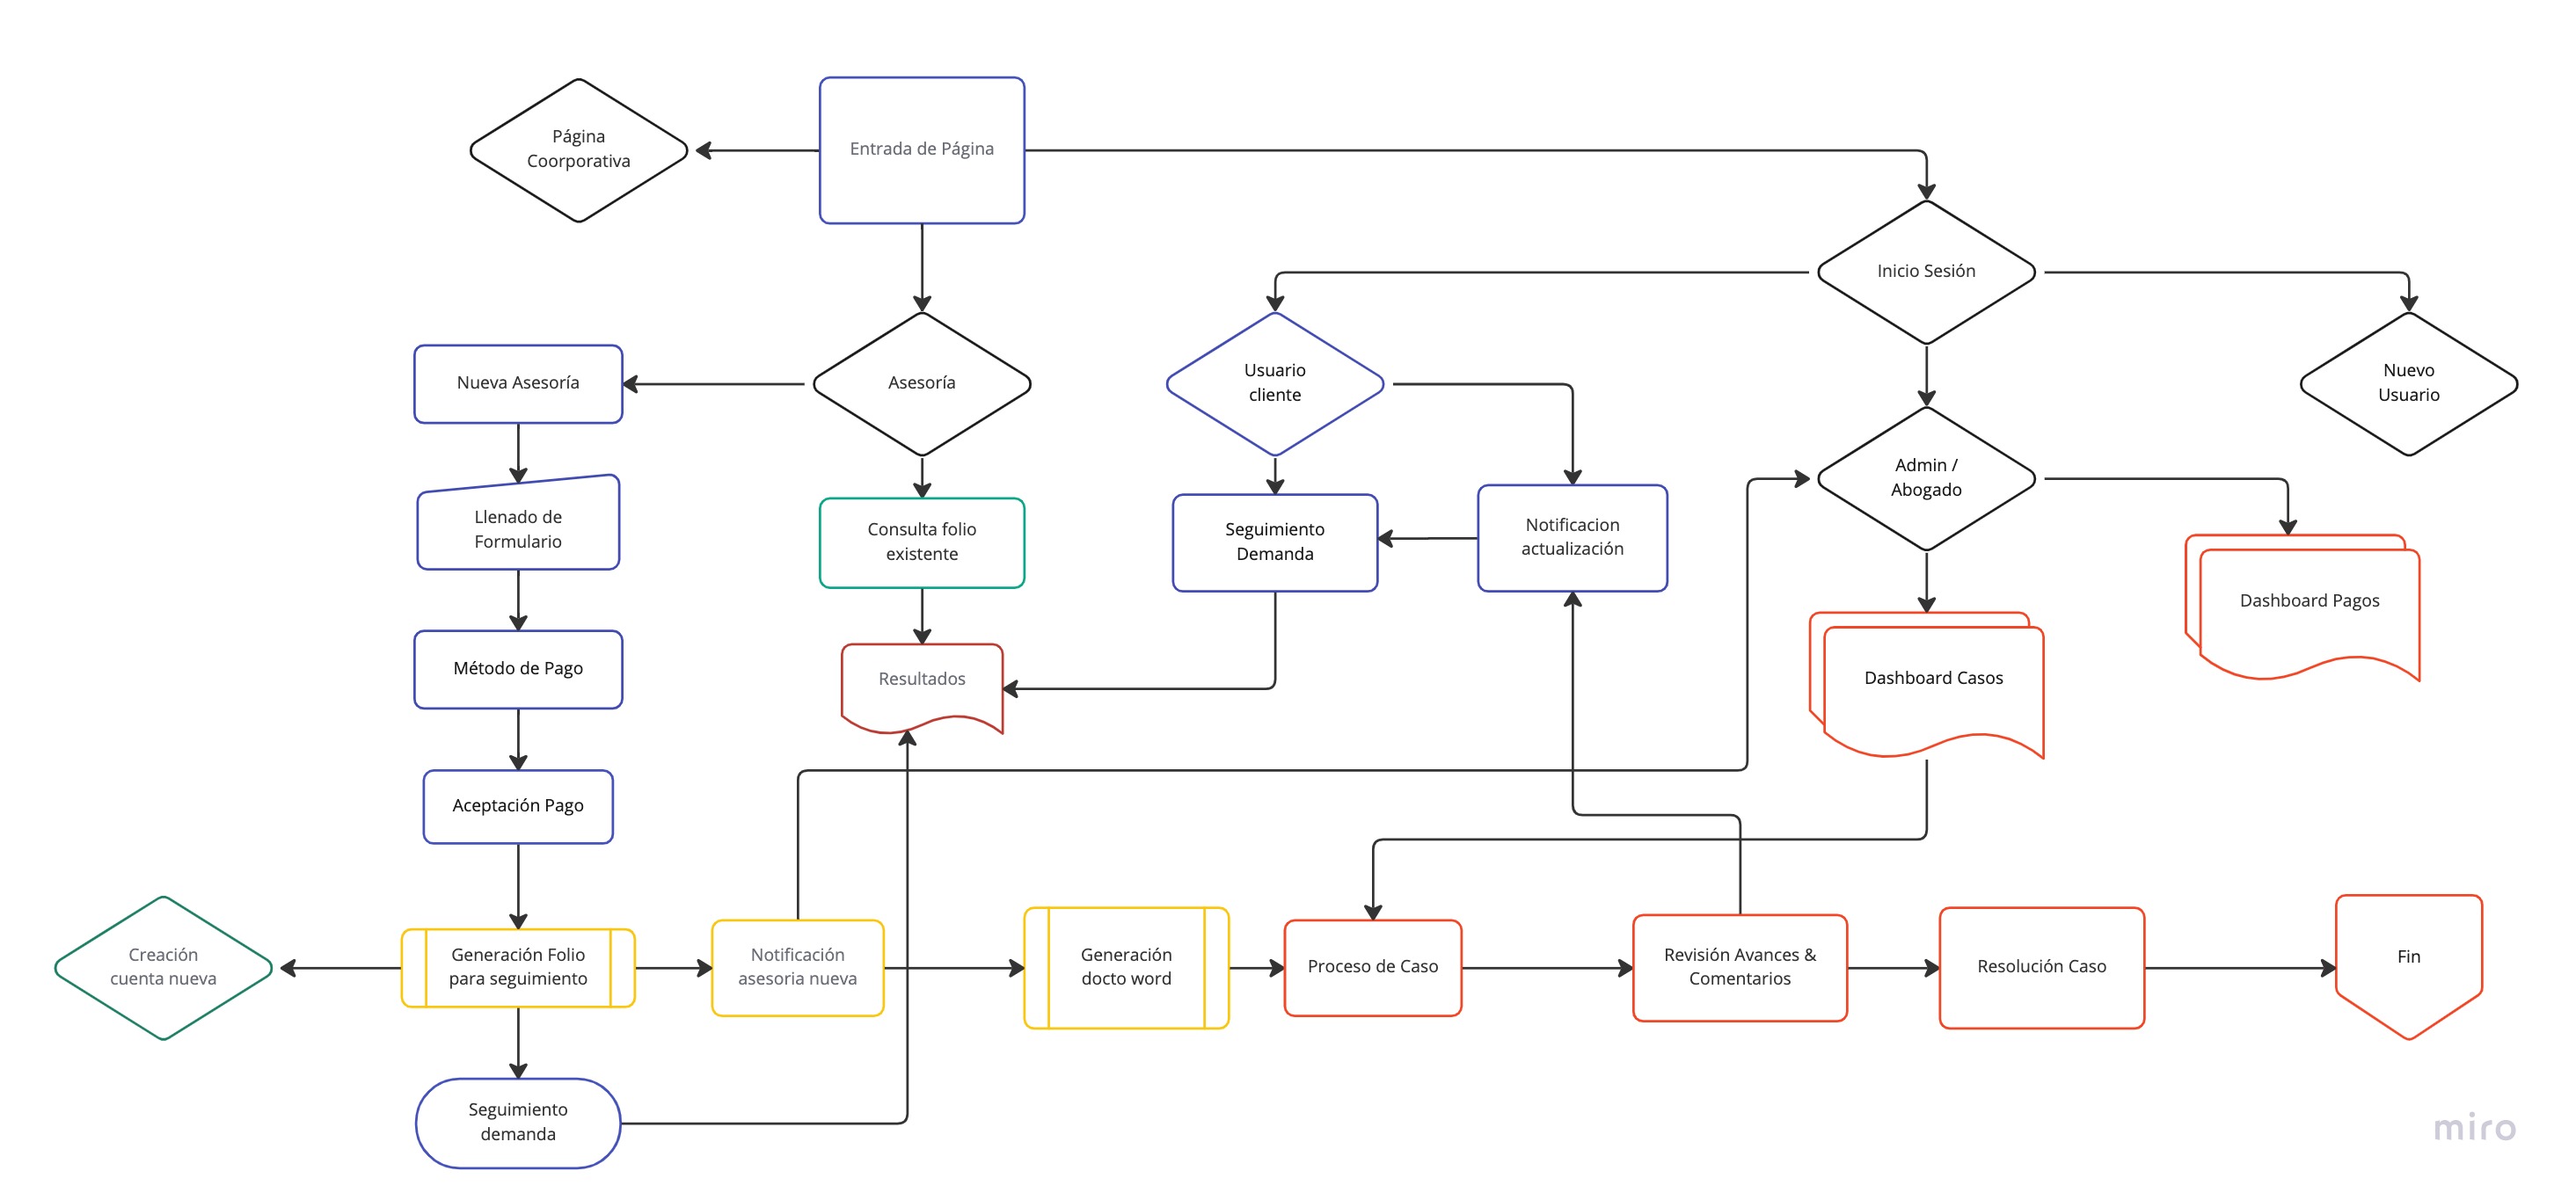 Página
Coorporativa
Entrada de Página
Inicio Sesión
Nueva Asesoría
Asesoría
Usuario
cliente
Nuevo
Usuario
Admin /
Abogado
Llenado de
Formulario
Consulta folio
existente
Seguimiento
Demanda
Notificacion
actualización
Dashboard Pagos
Método de Pago
Resultados
Dashboard Casos
Aceptación Pago
Creación
cuenta nueva
Generación Folio
para seguimiento
Notificación
asesoria nueva
Generación
docto word
Proceso de Caso
Revisión Avances &
Comentarios
Resolución Caso
Fin
Seguimiento
demanda
miro